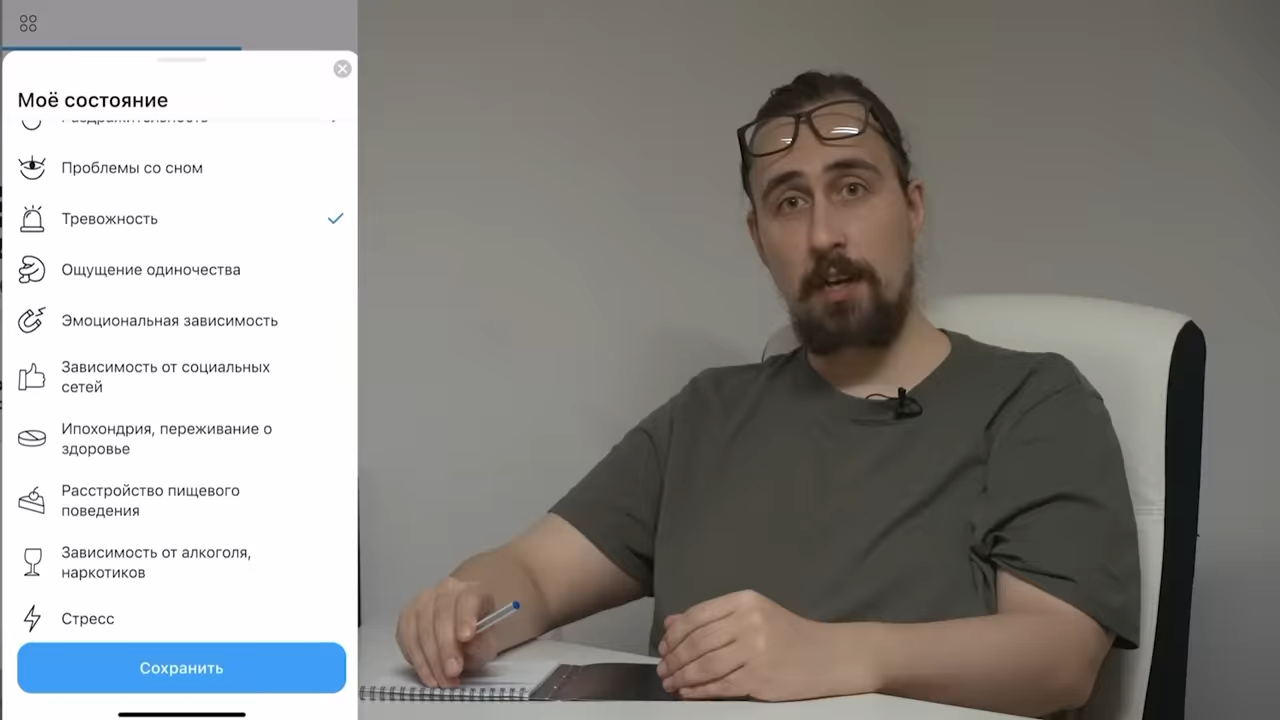 Моё состояние
Раздражительность
Проблемы со сном
Тревожность
Ощущение одиночества
Эмоциональная зависимость
Зависимость от социальных
сетей
Ипохондрия, переживание о
здоровье
Расстройство пищевого
поведения
Зависимость от алкоголя,
наркотиков
Стресс
Сохранить